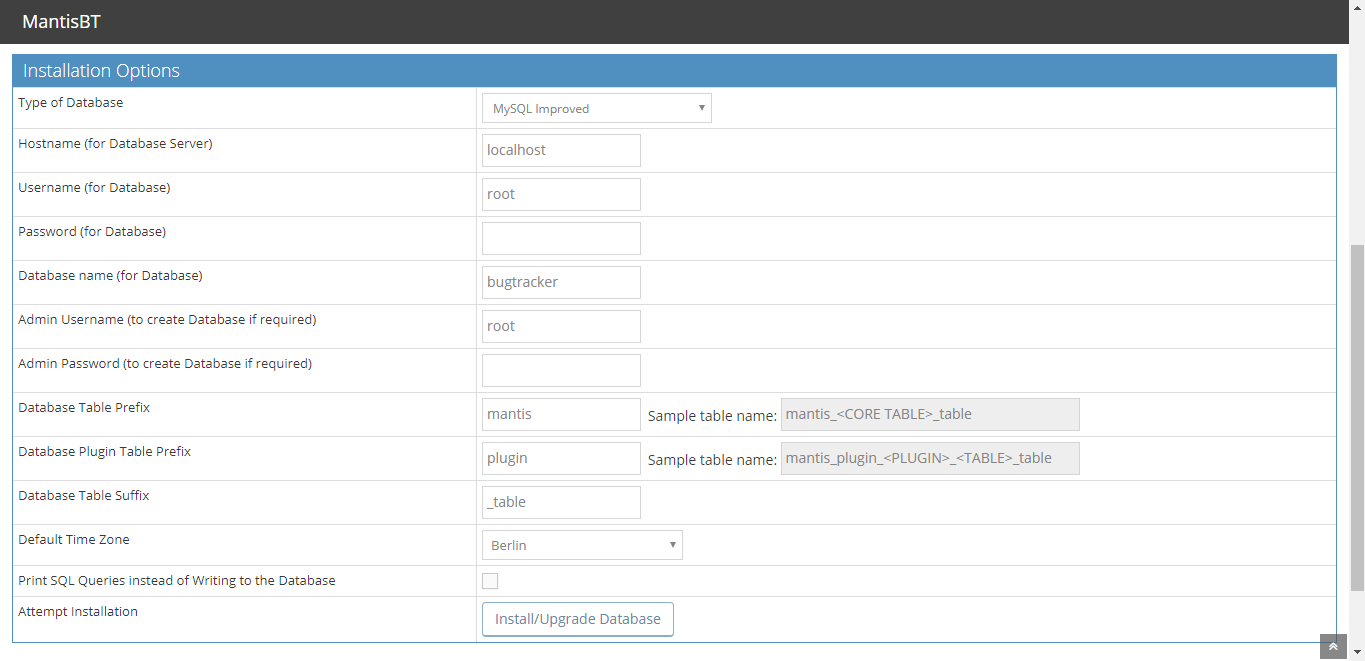 MantisBT
Installation Options
Type of Database MySQL Improved
Hostname (for Database Server) localhost
Username (for Database) root
Password (for Database)
Database name (for Database) bugtracker
Admin Username (to create Database if required) root
Admin Password (to create Database if required)
Database Table Prefix mantis Sample table name: mantis_<CORE TABLE>_table
Database Plugin Table Prefix plugin Sample table name: mantis_plugin_<PLUGIN>_<TABLE>_table
Database Table Suffix _table
Default Time Zone Berlin
Print SQL Queries instead of Writing to the Database
Attempt Installation Install/Upgrade Database